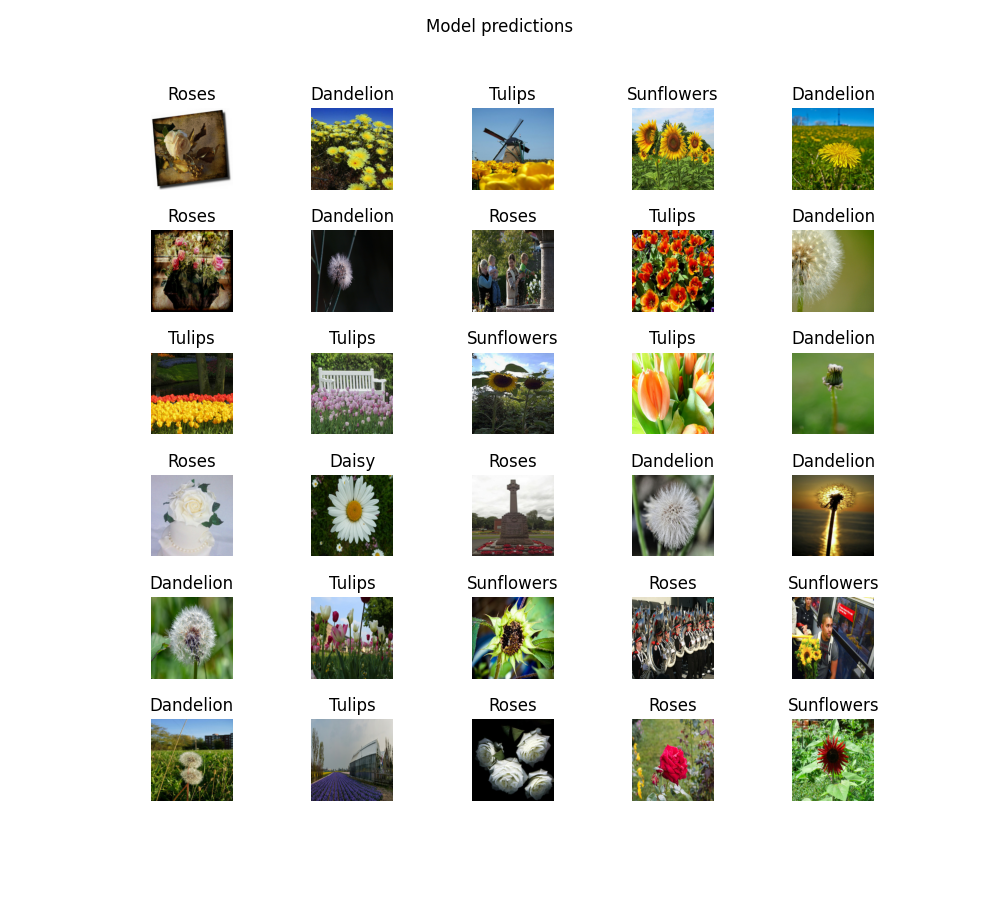 Model predictions
Roses Dandelion Tulips Sunflowers Dandelion
Roses Dandelion Roses Tulips Dandelion
Tulips Tulips Sunflowers Tulips Dandelion
Roses Daisy Roses Dandelion Dandelion
Dandelion Tulips Sunflowers Roses Sunflowers
Dandelion Tulips Roses Roses Sunflowers